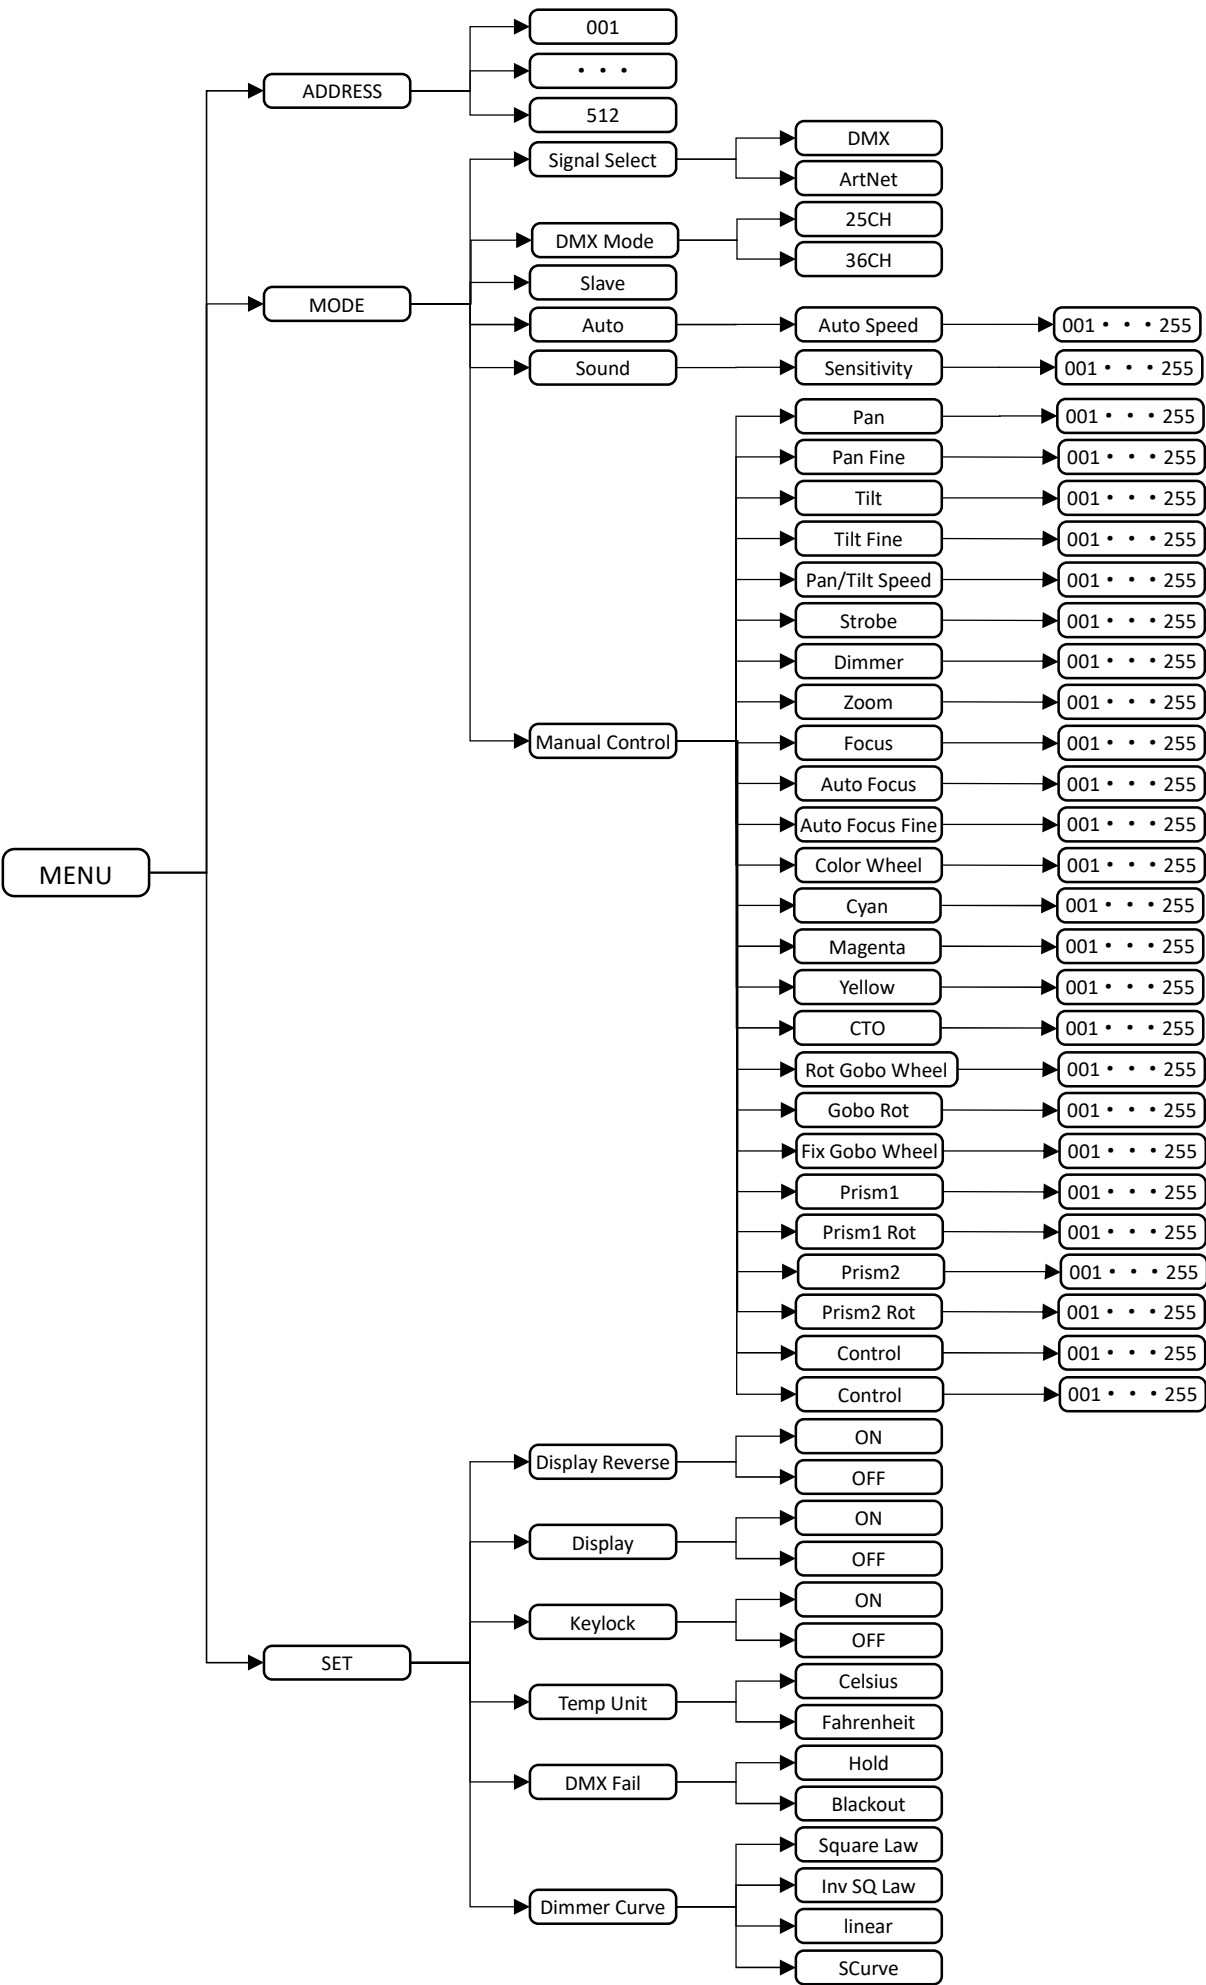 001
・・・
ADDRESS
512
DMX
Signal Select
ArtNet
25CH
DMX Mode
36CH
Slave
MODE
Auto
Auto Speed
001・・・255
Sound
Sensitivity
001・・・255
Pan
001・・・255
Pan Fine
001・・・255
Tilt
001・・・255
Tilt Fine
001・・・255
Pan/Tilt Speed
001・・・255
Strobe
001・・・255
Dimmer
001・・・255
Zoom
001・・・255
Manual Control
Focus
001・・・255
Auto Focus
001・・・255
Auto Focus Fine
001・・・255
Color Wheel
001・・・255
MENU
Cyan
001・・・255
Magenta
001・・・255
Yellow
001・・・255
CTO
001・・・255
Rot Gobo Wheel
001・・・255
Gobo Rot
001・・・255
Fix Gobo Wheel
001・・・255
Prism1
001・・・255
Prism1 Rot
001・・・255
Prism2
001・・・255
Prism2 Rot
001・・・255
Control
001・・・255
Control
001・・・255
ON
Display Reverse
OFF
ON
Display
OFF
ON
Keylock
OFF
SET
Celsius
Temp Unit
Fahrenheit
Hold
DMX Fail
Blackout
Square Law
Inv SQ Law
Dimmer Curve
linear
SCurve